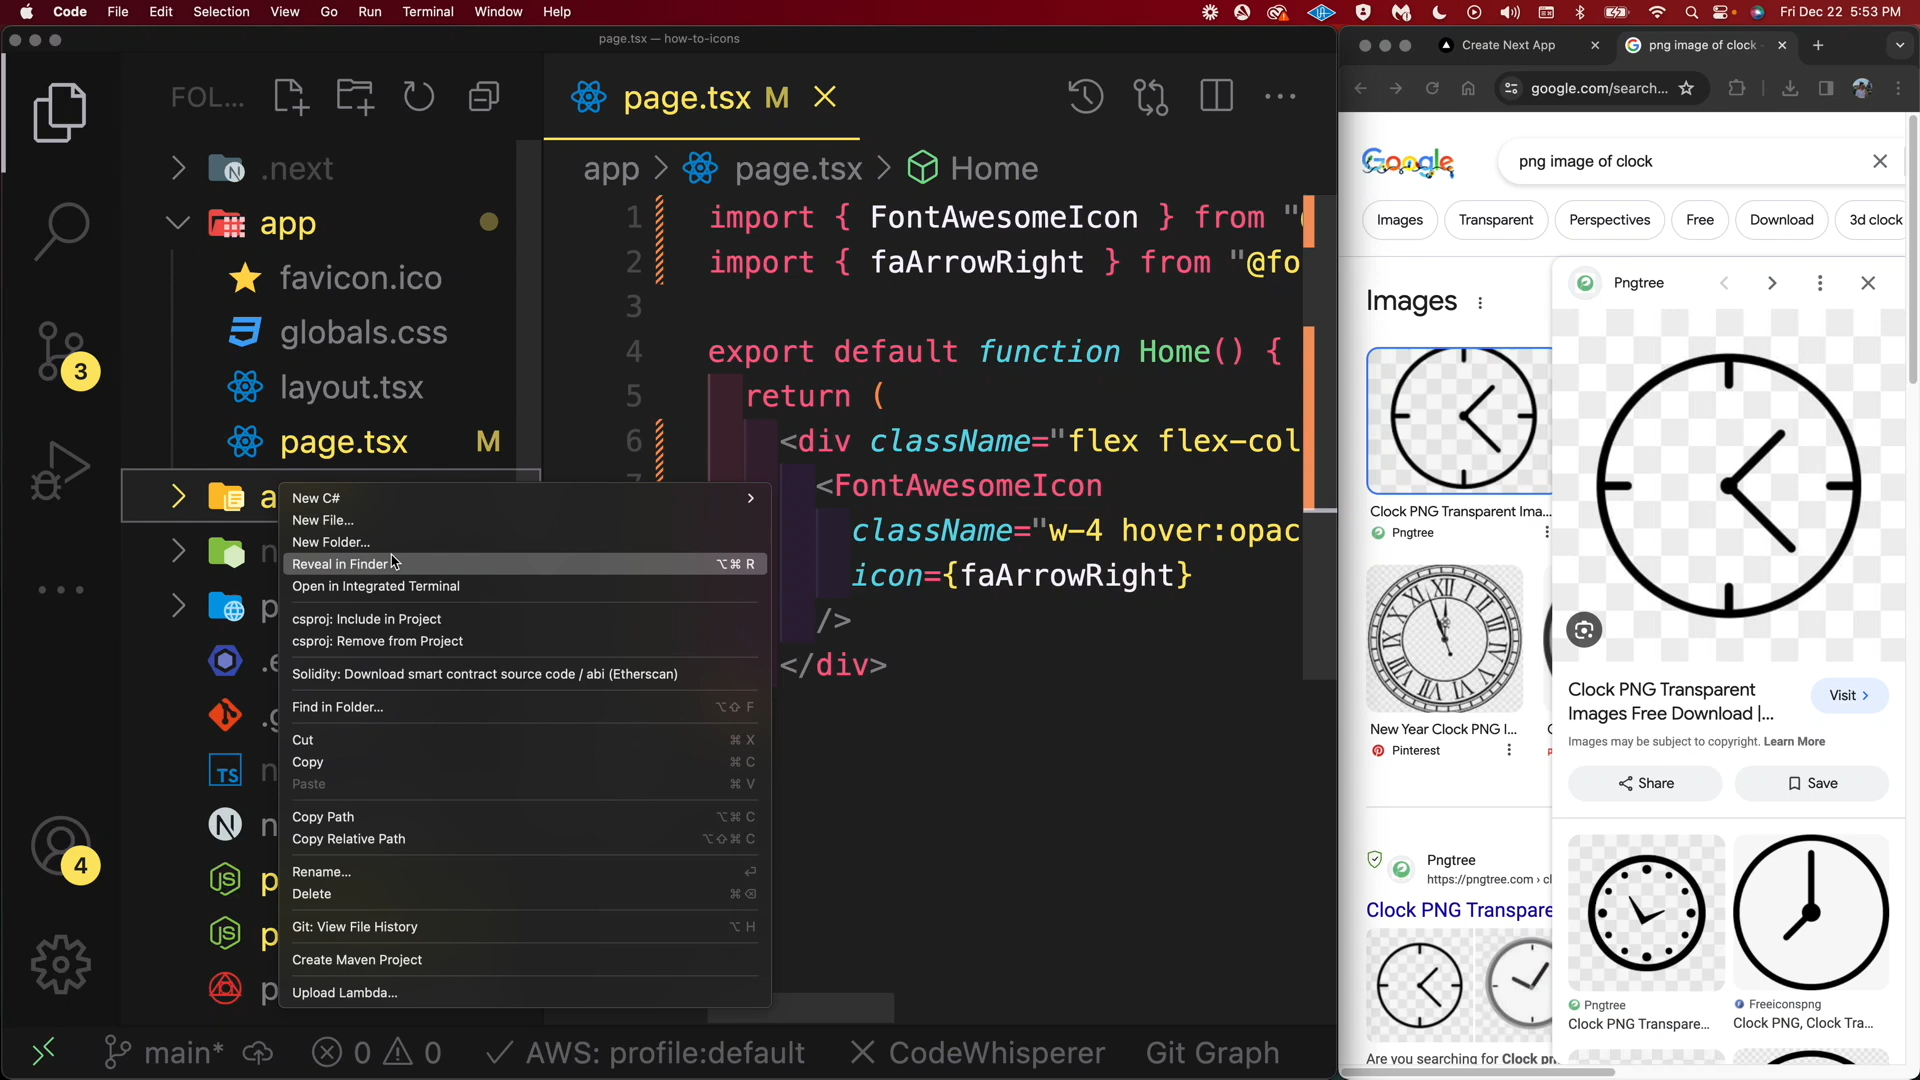 Code File Edit Selection View Go Run Terminal Window Help
Fri Dec 22 5:53 PM
page.tsx — how-to-icons
FOL...
.next
app
favicon.ico
globals.css
layout.tsx
page.tsx M
3
4
page.tsx M
app > page.tsx > Home
1 import { FontAwesomeIcon } from "
2 import { faArrowRight } from "@fo
3
4 export default function Home() {
5 return (
6 <div className="flex flex-col
<FontAwesomeIcon
className="w-4 hover:opac
icon={faArrowRight}
/>
</div>
New C#
New File...
New Folder...
Reveal in Finder ⌥⌘ R
Open in Integrated Terminal
csproj: Include in Project
csproj: Remove from Project
Solidity: Download smart contract source code / abi (Etherscan)
Find in Folder... ⌥⇧ F
Cut ⌘ X
Copy ⌘ C
Paste ⌘ V
Copy Path ⌥⌘ C
Copy Relative Path ⌥⇧⌘ C
Rename... ⏎
Delete ⌘⌫
Git: View File History ⌥ H
Create Maven Project
Upload Lambda...
main* 0 0 AWS: profile:default CodeWhisperer Git Graph
Create Next App
png image of clock
google.com/search...
Google
png image of clock
Images Transparent Perspectives Free Download 3d clock
Images
Clock PNG Transparent Ima...
Pngtree
New Year Clock PNG I...
Pinterest
Pngtree
https://pngtree.com › cl
Clock PNG Transpare
Are you searching for Clock pn
Pngtree
Clock PNG Transparent
Images Free Download |...
Visit >
Images may be subject to copyright. Learn More
Share
Save
Pngtree
Clock PNG Transpare...
Freeiconspng
Clock PNG, Clock Tra...